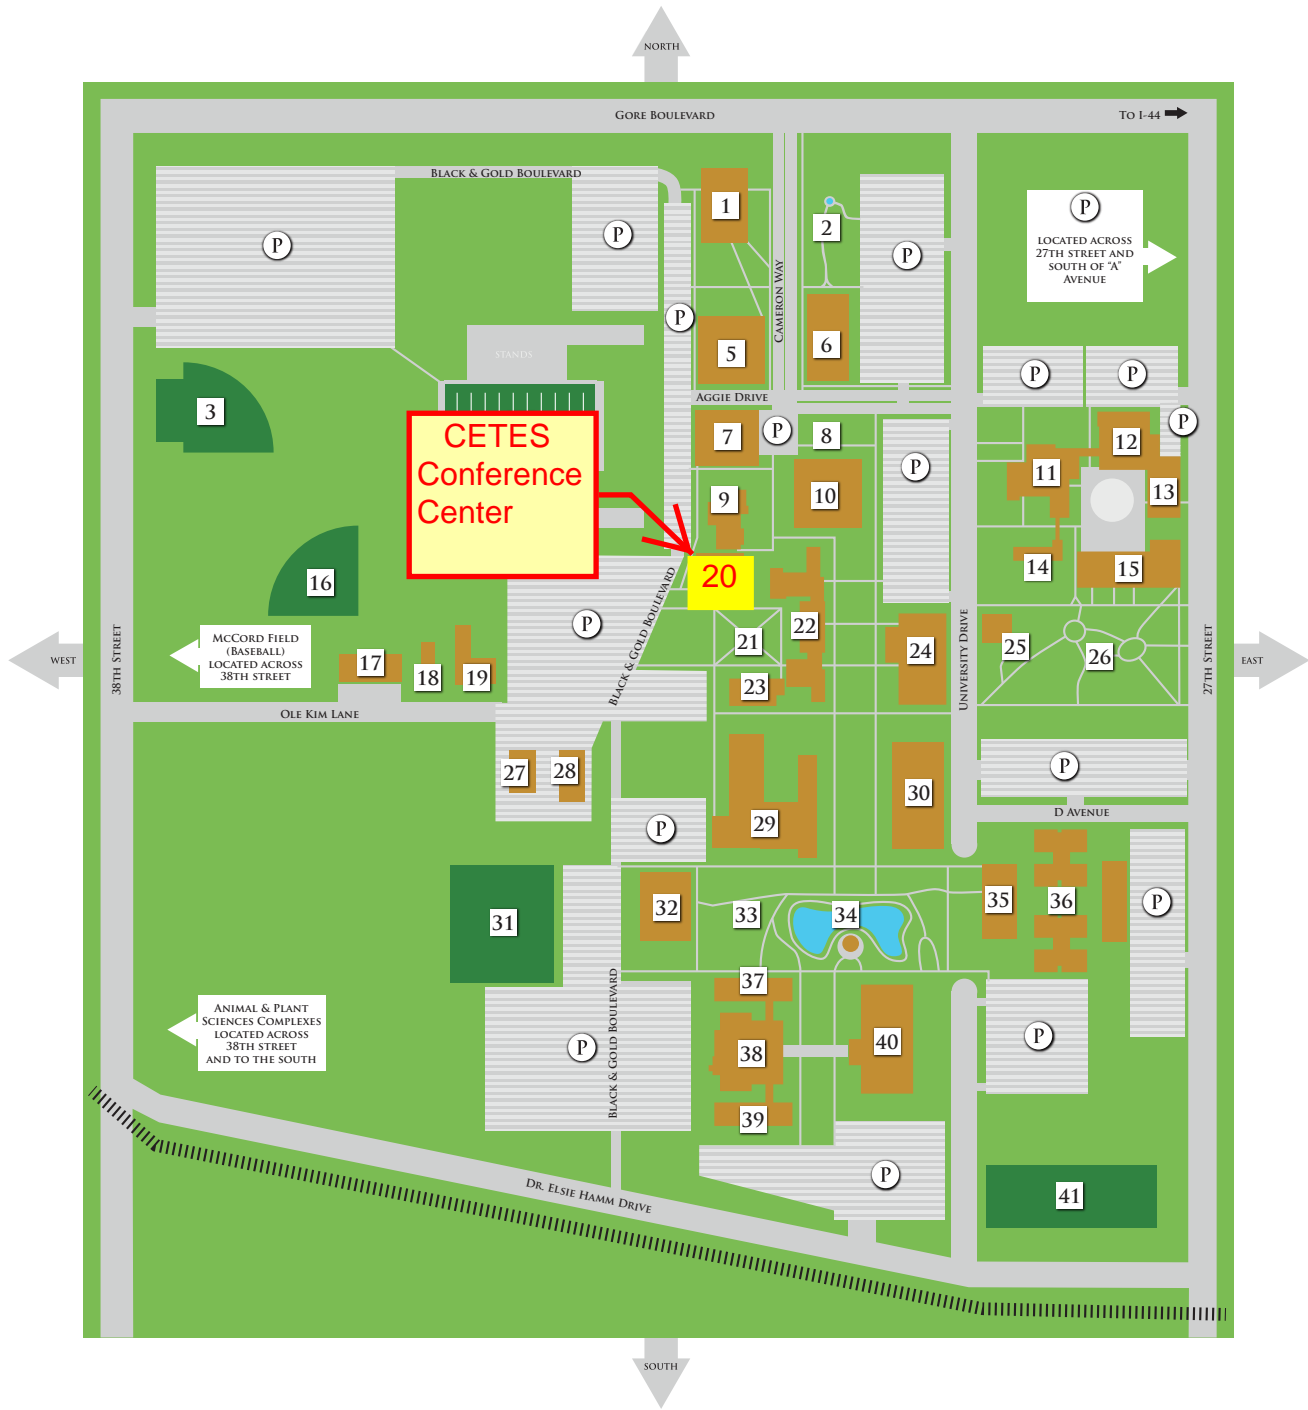 NORTH
Gore Boulevard
To I-44
Black & Gold Boulevard
1
P
2
P
P
P
located across
27th street and
south of "A"
Avenue
Cameron Way
P
Stands
5
6
P
P
Aggie Drive
3
P
7
P
8
12
CETES
Conference
Center
P
11
9
10
13
20
14
15
16
P
Black & Gold Boulevard
21
22
24
25
26
McCord Field
(Baseball)
located across
38th street
17
18
19
23
WEST
38th Street
University Drive
27th Street
EAST
Ole Kim Lane
27
28
P
30
D Avenue
29
P
32
33
34
35
36
P
31
37
Animal & Plant
Sciences Complexes
located across
38th street
and to the south
P
Black & Gold Boulevard
38
40
P
39
P
Dr. Elsie Hamm Drive
41
SOUTH